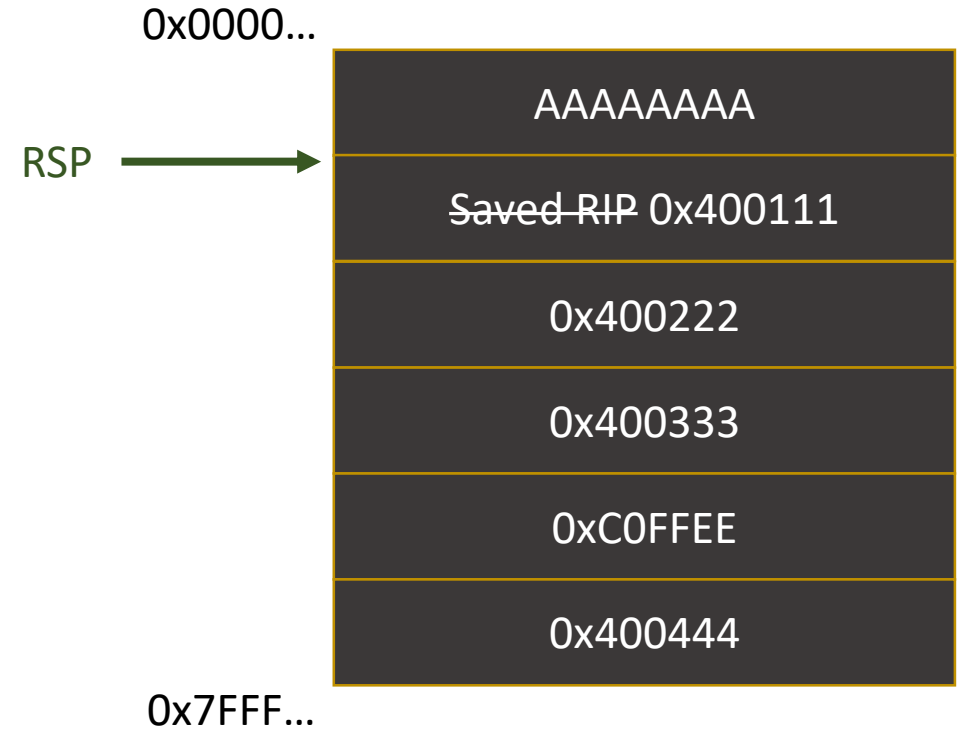 0x0000…
AAAAAAAA
RSP
Saved RIP 0x400111
0x400222
0x400333
0xC0FFEE
0x400444
0x7FFF…